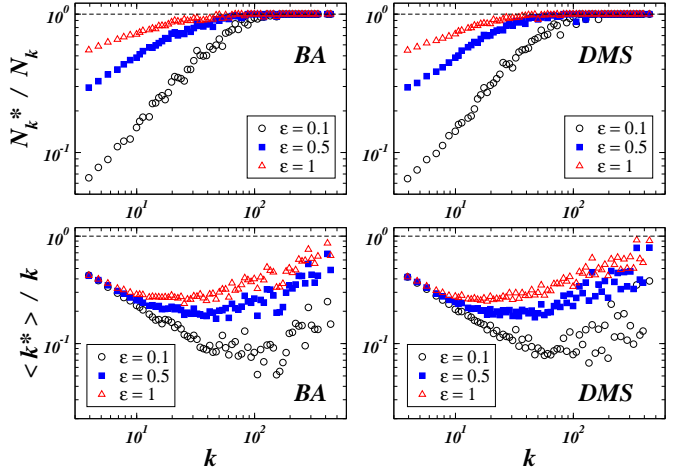 10^0
10^-1
N_k* / N_k
BA
ε = 0.1
ε = 0.5
ε = 1
10^1
10^2
DMS
ε = 0.1
ε = 0.5
ε = 1
10^1
10^2
10^0
10^-1
< k* > / k
ε = 0.1
ε = 0.5
ε = 1
BA
10^1
10^2
k
ε = 0.1
ε = 0.5
ε = 1
DMS
10^1
10^2
k
10^0
10^-1
10^0
10^-1